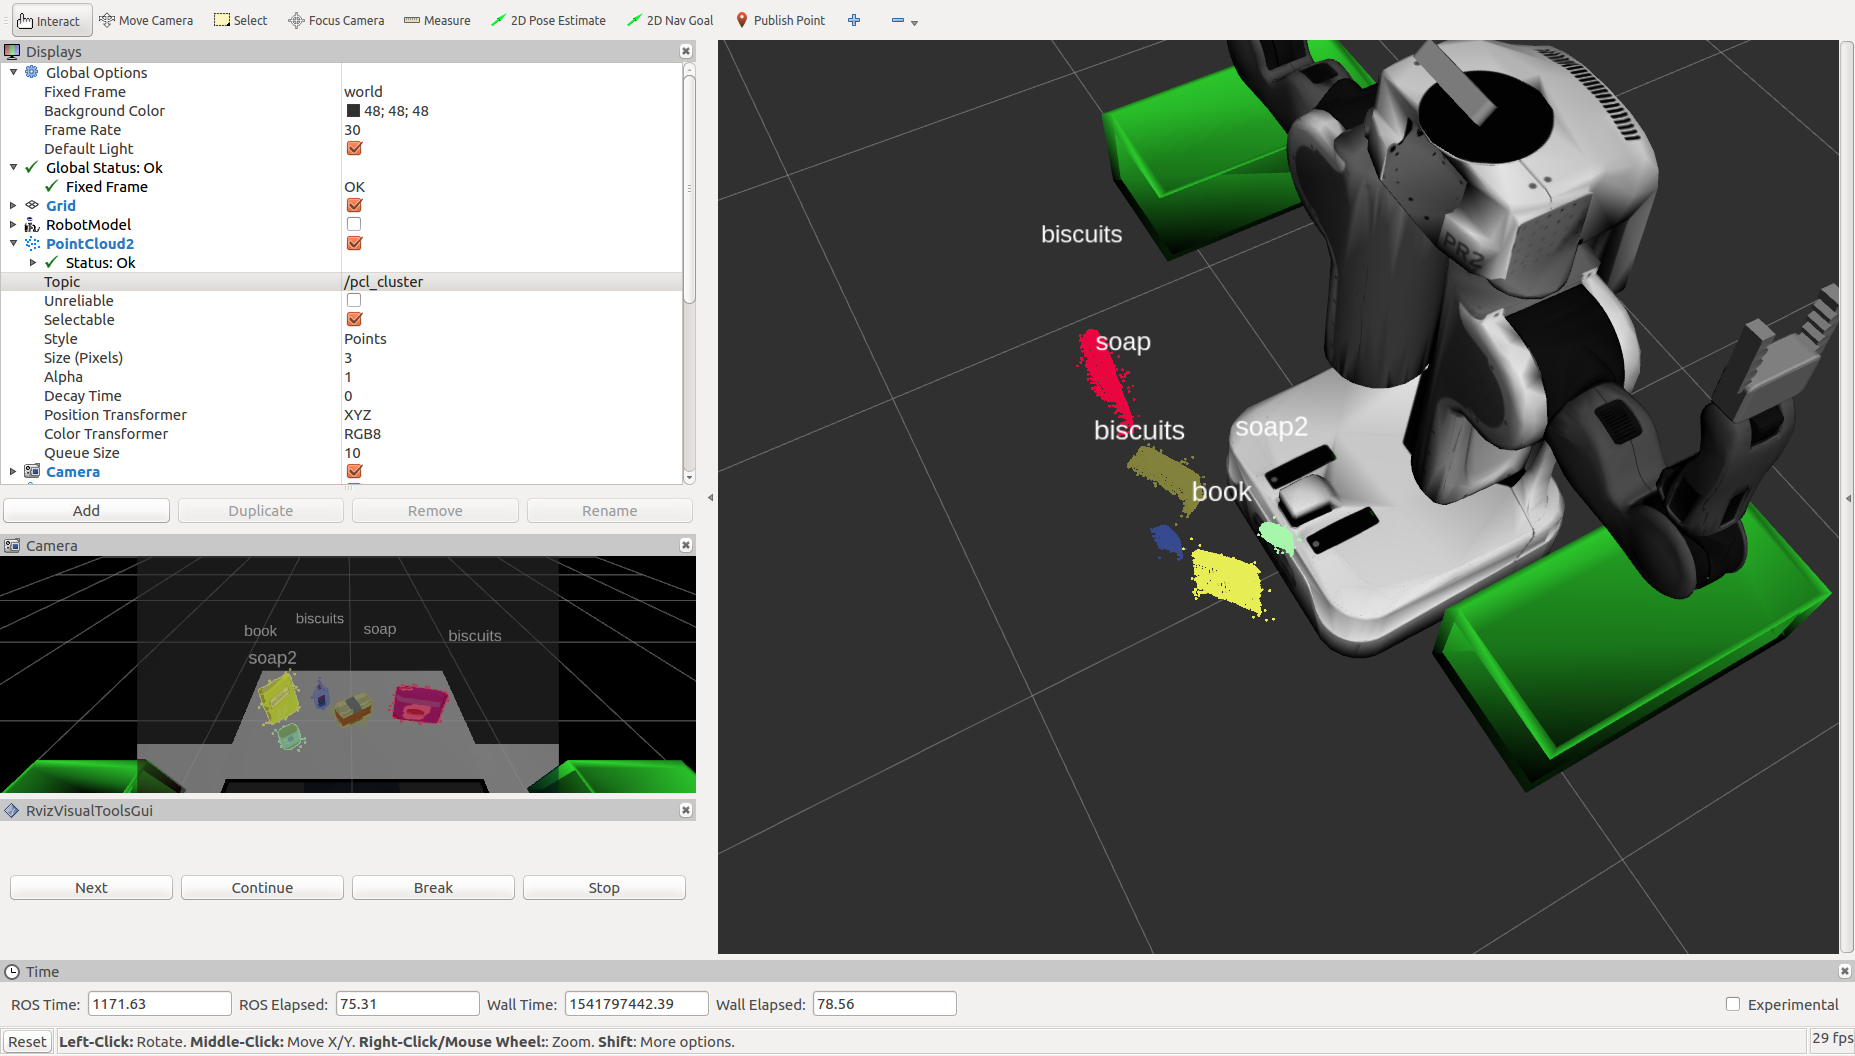 Interact Move Camera Select Focus Camera Measure 2D Pose Estimate 2D Nav Goal Publish Point
Displays
Global Options
Fixed Frame world
Background Color 48; 48; 48
Frame Rate 30
Default Light
Global Status: Ok
Fixed Frame OK
Grid
RobotModel
PointCloud2
Status: Ok
Topic /pcl_cluster
Unreliable
Selectable
Style Points
Size (Pixels) 3
Alpha 1
Decay Time 0
Position Transformer XYZ
Color Transformer RGB8
Queue Size 10
Camera
Add Duplicate Remove Rename
Camera
biscuits
book soap biscuits
soap2
RvizVisualToolsGui
Next Continue Break Stop
biscuits
soap
biscuits soap2
book
PR2
Time
ROS Time: 1171.63 ROS Elapsed: 75.31 Wall Time: 1541797442.39 Wall Elapsed: 78.56 Experimental
Reset Left-Click: Rotate. Middle-Click: Move X/Y. Right-Click/Mouse Wheel:: Zoom. Shift: More options. 29 fps